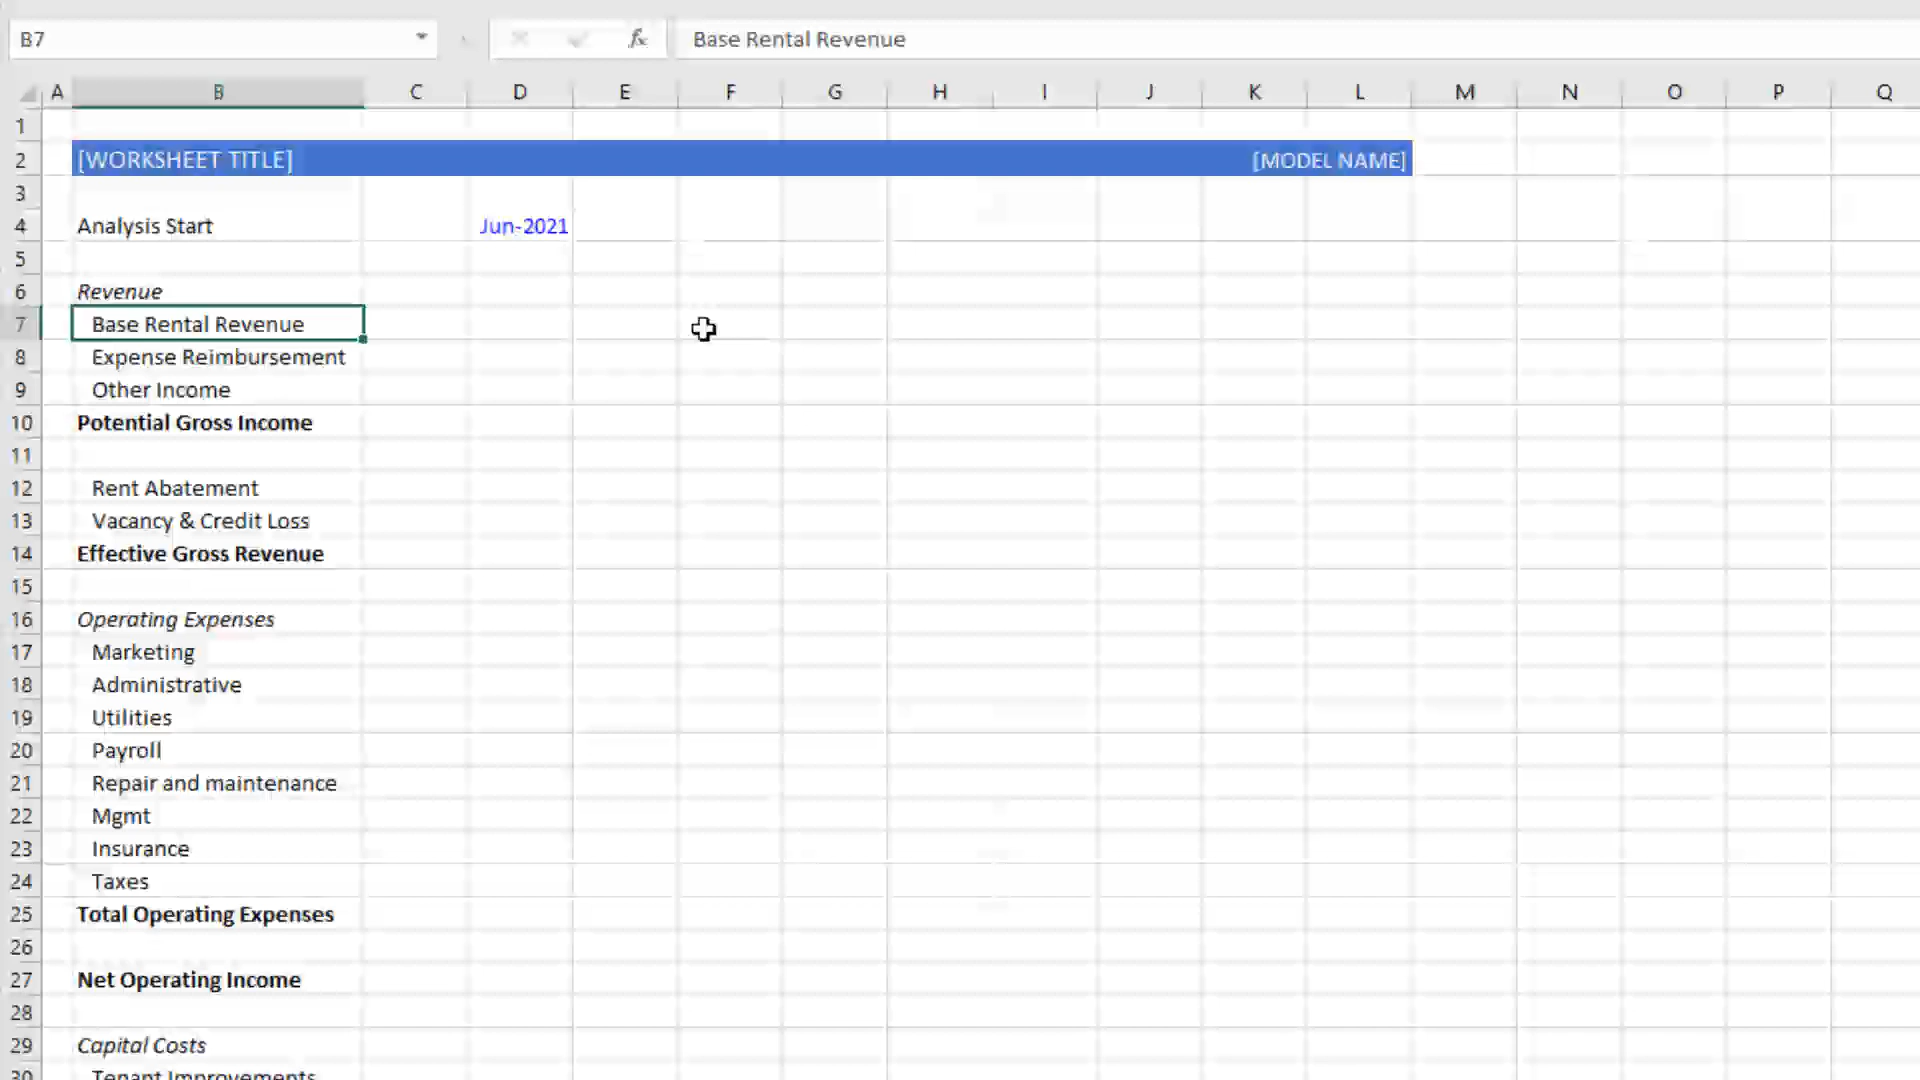 B7 fx Base Rental Revenue
A B C D E F G H I J K L M N O P Q
1
2 [WORKSHEET TITLE] [MODEL NAME]
3
4 Analysis Start Jun-2021
5
6 Revenue
7 Base Rental Revenue
8 Expense Reimbursement
9 Other Income
10 Potential Gross Income
11
12 Rent Abatement
13 Vacancy & Credit Loss
14 Effective Gross Revenue
15
16 Operating Expenses
17 Marketing
18 Administrative
19 Utilities
20 Payroll
21 Repair and maintenance
22 Mgmt
23 Insurance
24 Taxes
25 Total Operating Expenses
26
27 Net Operating Income
28
29 Capital Costs
30 Tenant Improvements